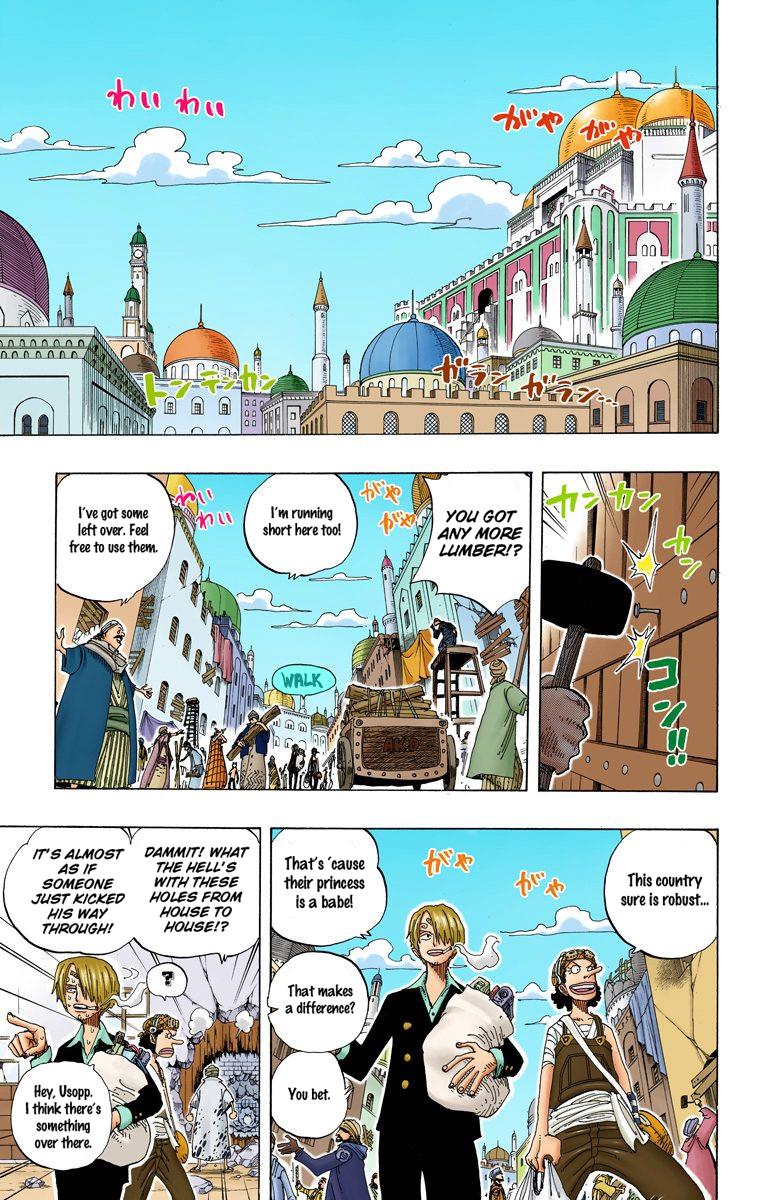 わい わい
がや がや
トンテンカン
ガラン ガラン…
カン カン
カン
コン!!
YOU GOT
ANY MORE
LUMBER!?
がや
がや
I'm running
short here too!
わい
わい
I've got some
left over. Feel
free to use them.
WALK
AKD
This country
sure is robust...
がや
がや
That's 'cause
their princess
is a babe!
That makes
a difference?
You bet.
DAMMIT! WHAT
THE HELL'S
WITH THESE
HOLES FROM
HOUSE TO
HOUSE!?
IT'S ALMOST
AS IF
SOMEONE
JUST KICKED
HIS WAY
THROUGH!
?
Hey, Usopp.
I think there's
something
over there.